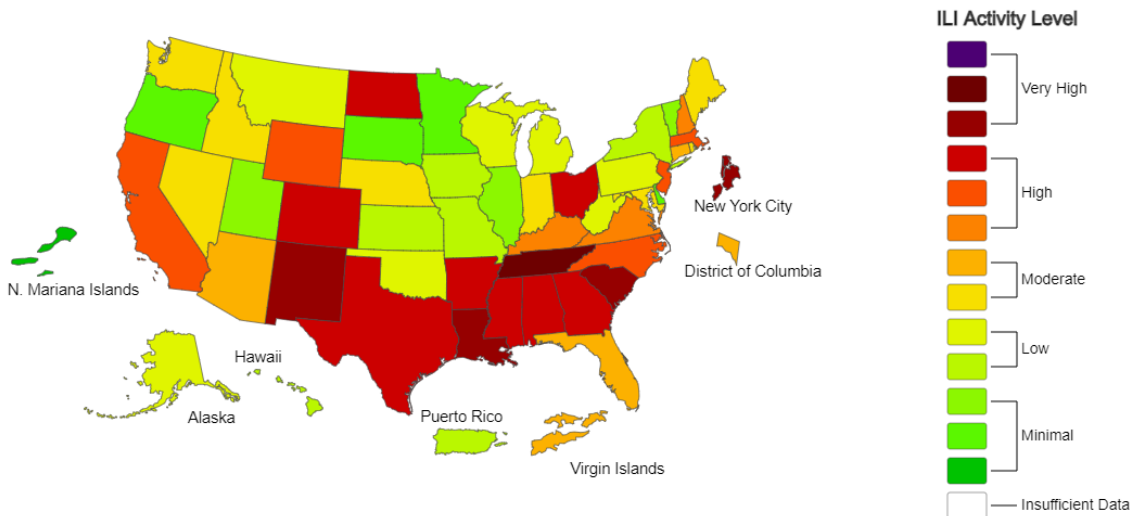 ILI Activity Level
Very High
High
Moderate
Low
Minimal
Insufficient Data
New York City
District of Columbia
N. Mariana Islands
Hawaii
Alaska
Puerto Rico
Virgin Islands